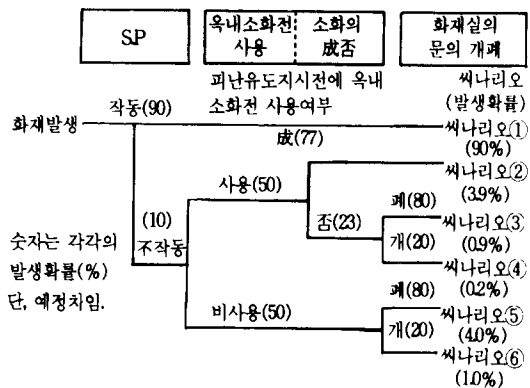 S.P
옥내소화전
사용
소화의
成否
화재실의
문의 개폐
피난유도지시전에 옥내
소화전 사용여부
씨나리오
(발생확률)
작동(90)
화재발생
成(77)
씨나리오①
(90%)
사용(50)
씨나리오②
(3.9%)
(10)
不작동
否(23)
폐(80)
씨나리오③
(0.9%)
개(20)
씨나리오④
(0.2%)
숫자는 각각의
발생확률(%)
단, 예정차임.
비사용(50)
폐(80)
씨나리오⑤
(4.0%)
개(20)
씨나리오⑥
(1.0%)